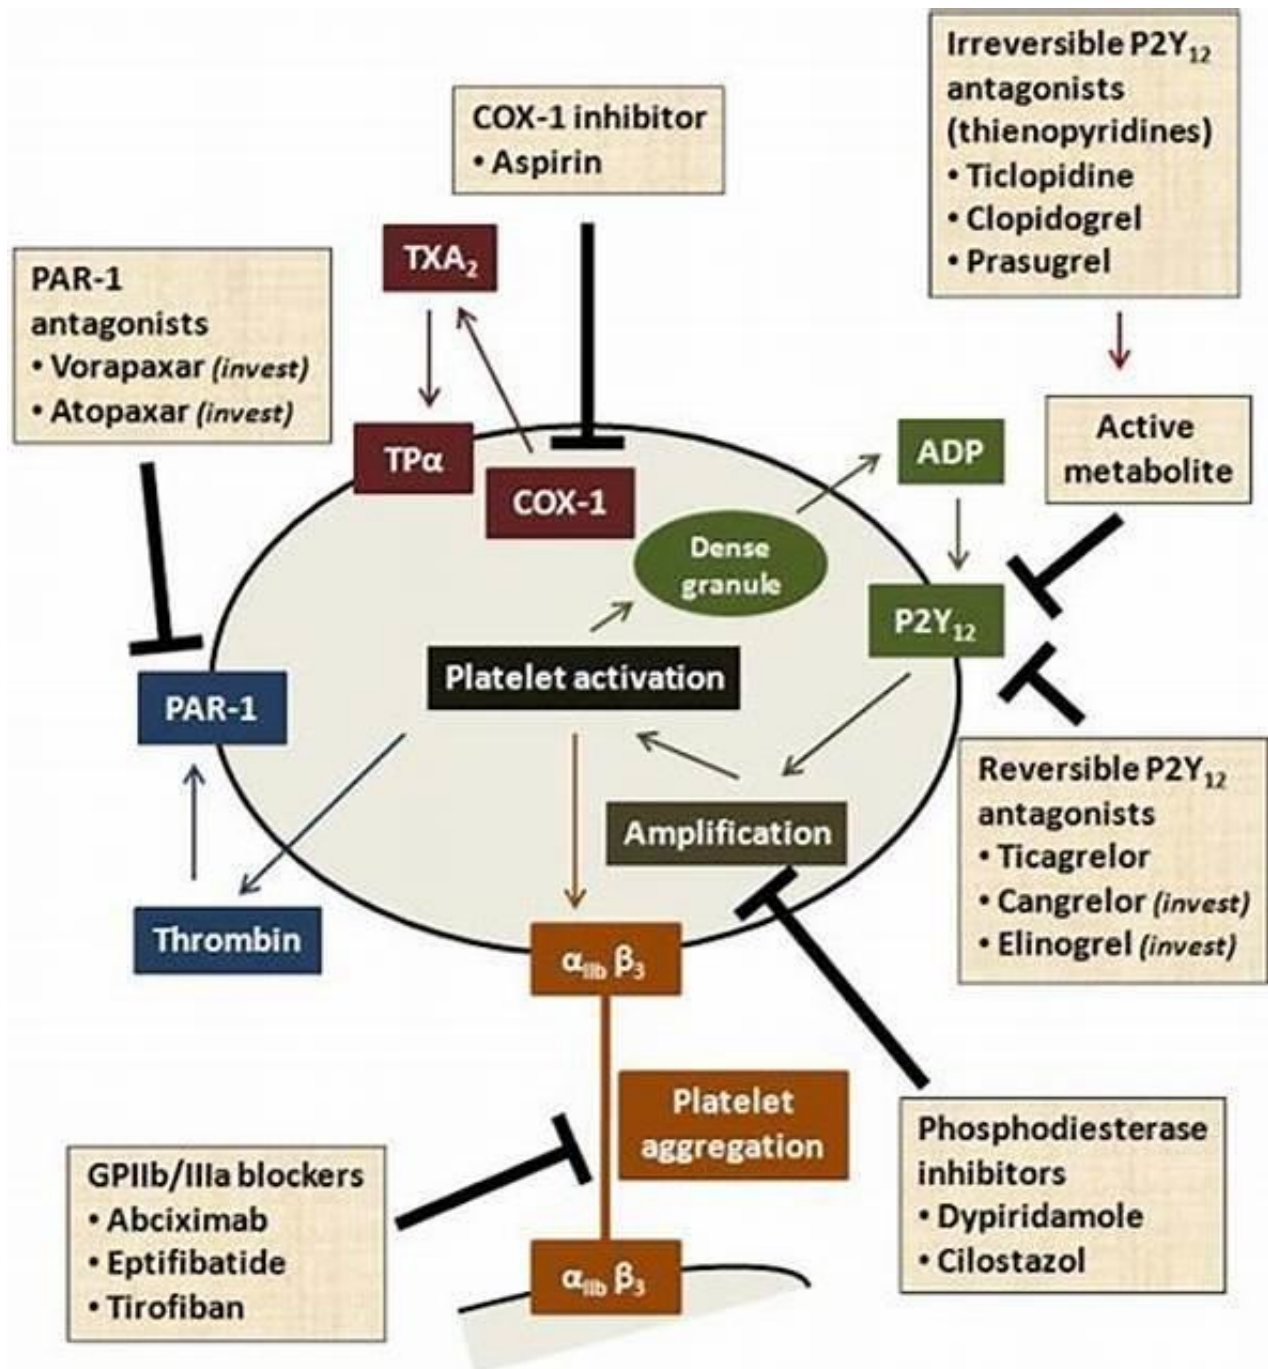 Irreversible P2Y₁₂
antagonists
(thienopyridines)
• Ticlopidine
• Clopidogrel
• Prasugrel
COX-1 inhibitor
• Aspirin
TXA₂
PAR-1
antagonists
• Vorapaxar (invest)
• Atopaxar (invest)
Active
metabolite
ADP
TPα
COX-1
Dense
granule
P2Y₁₂
Platelet activation
PAR-1
Reversible P2Y₁₂
antagonists
• Ticagrelor
• Cangrelor (invest)
• Elinogrel (invest)
Amplification
Thrombin
αIIb β₃
Platelet
aggregation
Phosphodiesterase
inhibitors
• Dypiridamole
• Cilostazol
GPIIb/IIIa blockers
• Abciximab
• Eptifibatide
• Tirofiban
αIIb β₃